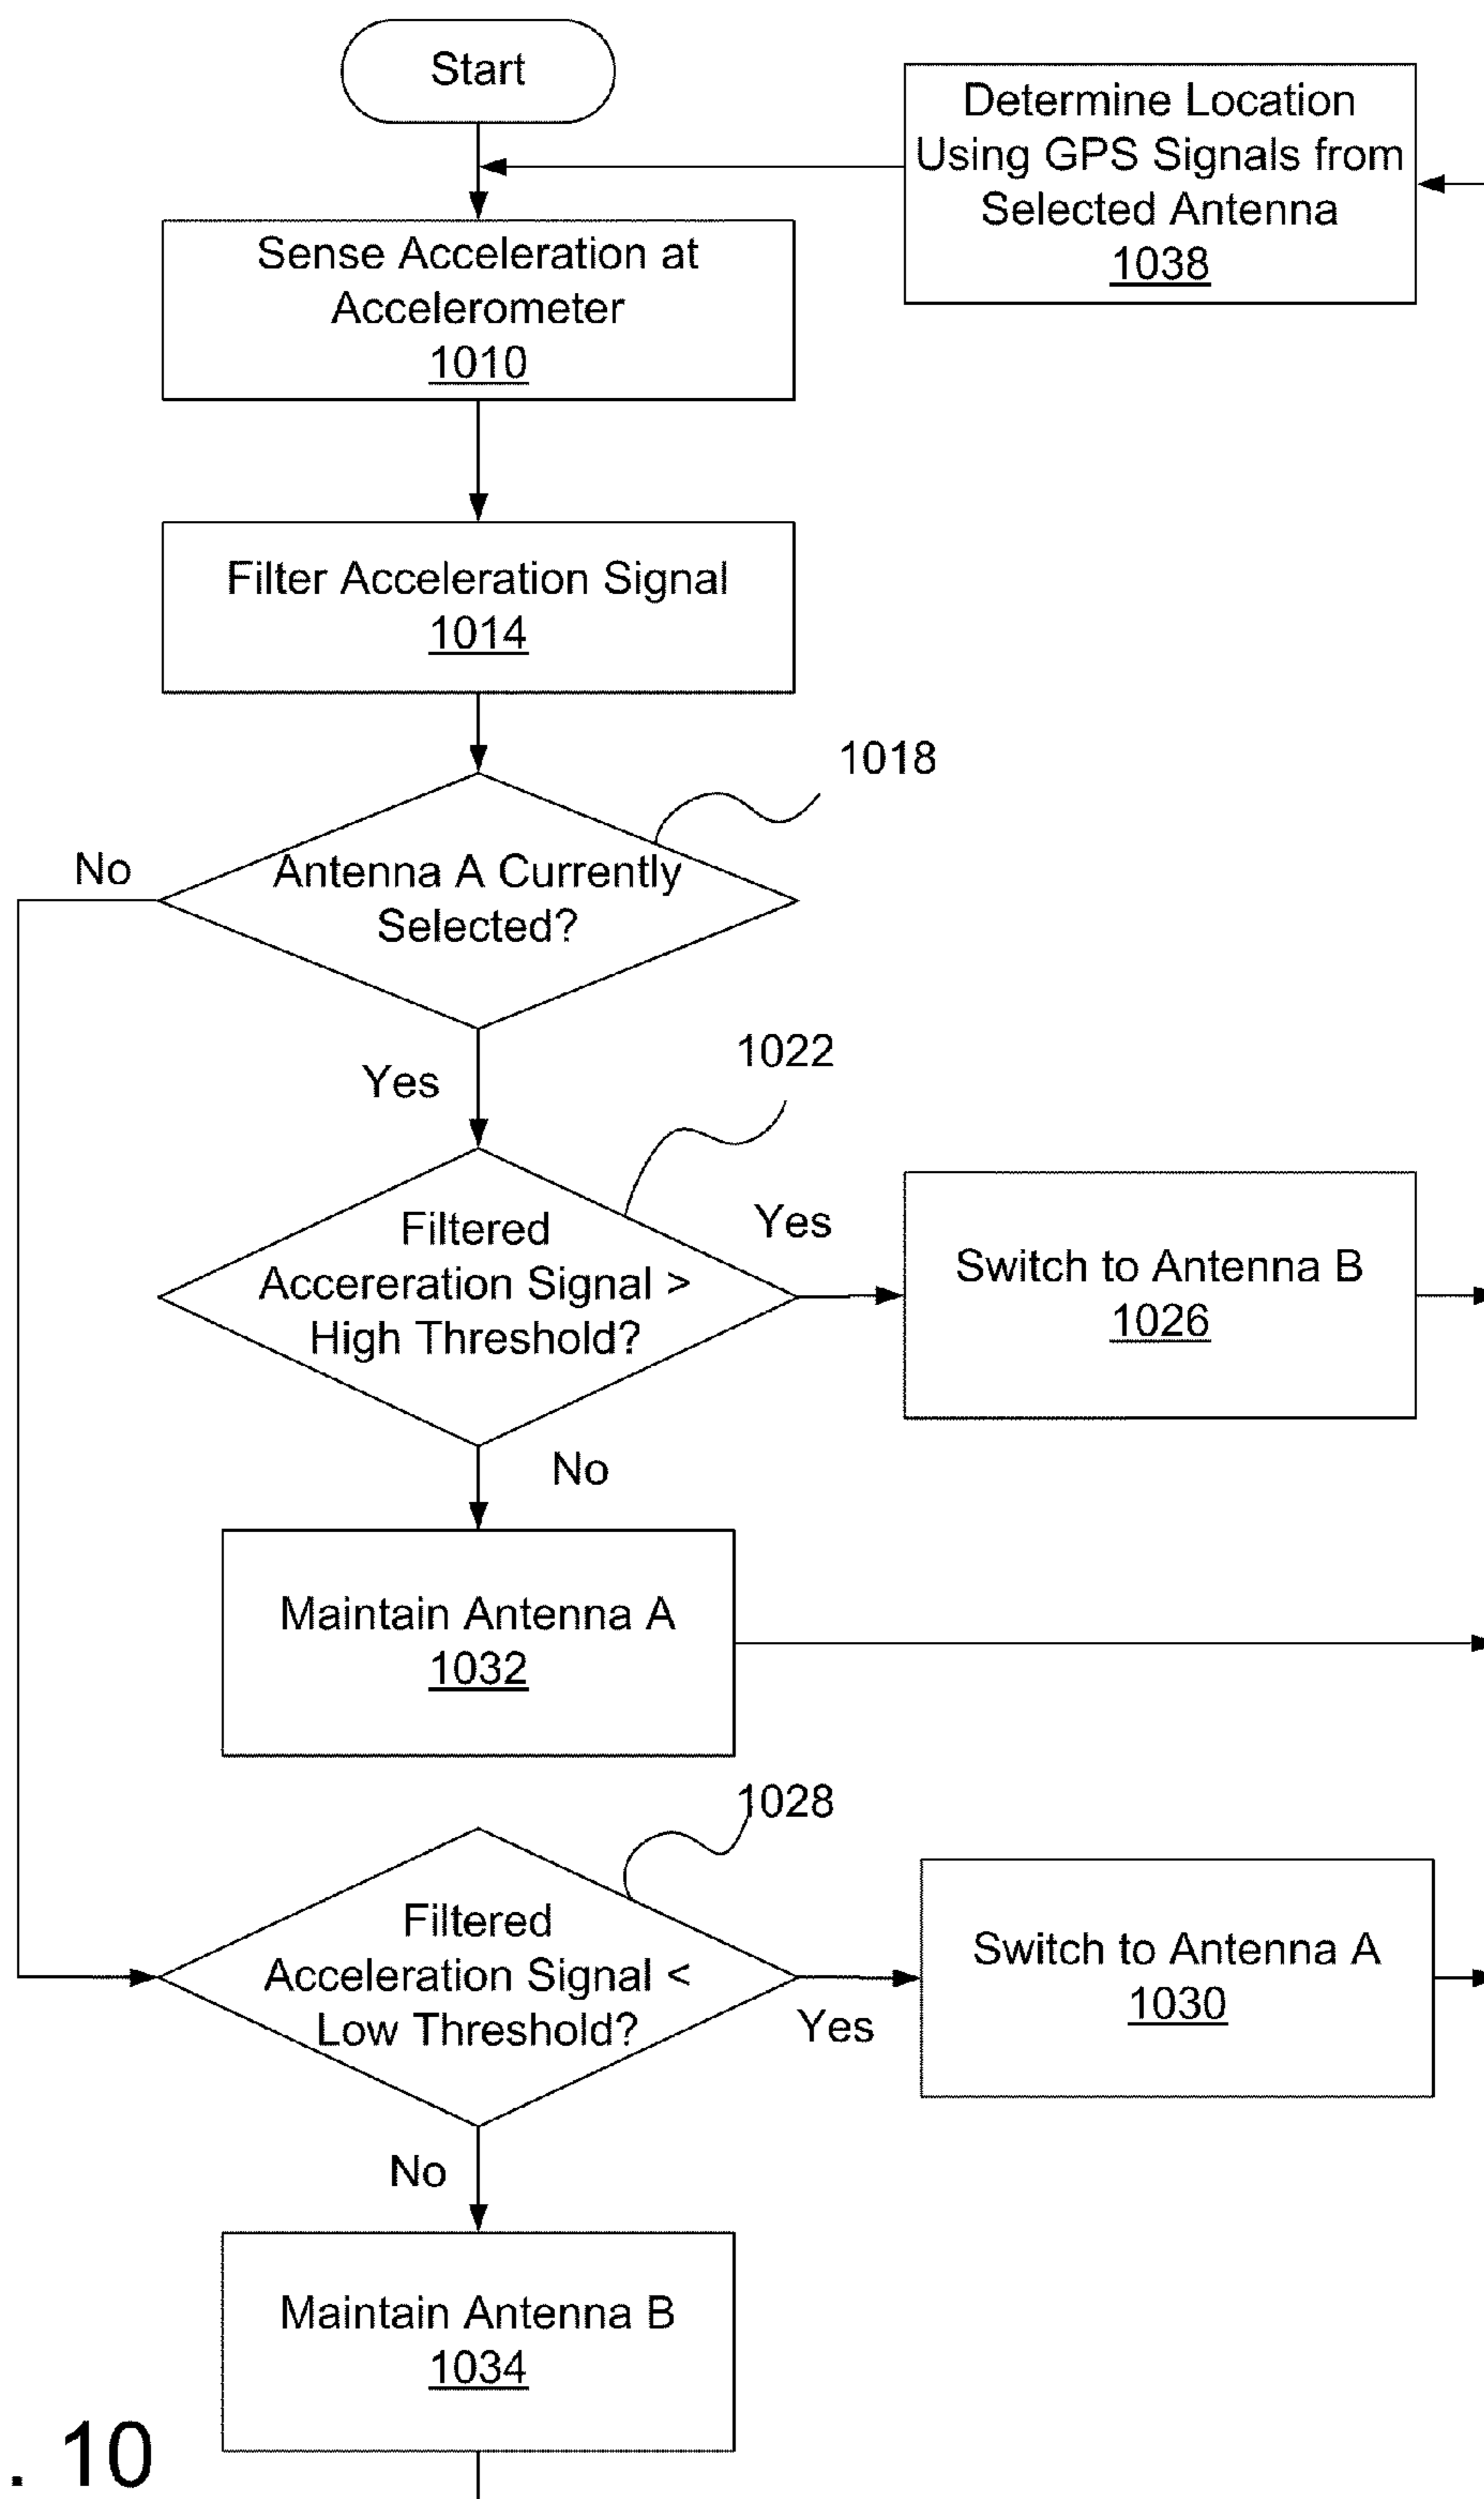 Start
Determine Location
Using GPS Signals from
Selected Antenna
1038
Sense Acceleration at
Accelerometer
1010
Filter Acceleration Signal
1014
1018
No
Antenna A Currently
Selected?
Yes
1022
Filtered
Accereration Signal >
High Threshold?
Yes
Switch to Antenna B
1026
No
Maintain Antenna A
1032
1028
Filtered
Acceleration Signal <
Low Threshold?
Yes
Switch to Antenna A
1030
No
Maintain Antenna B
1034
. 10